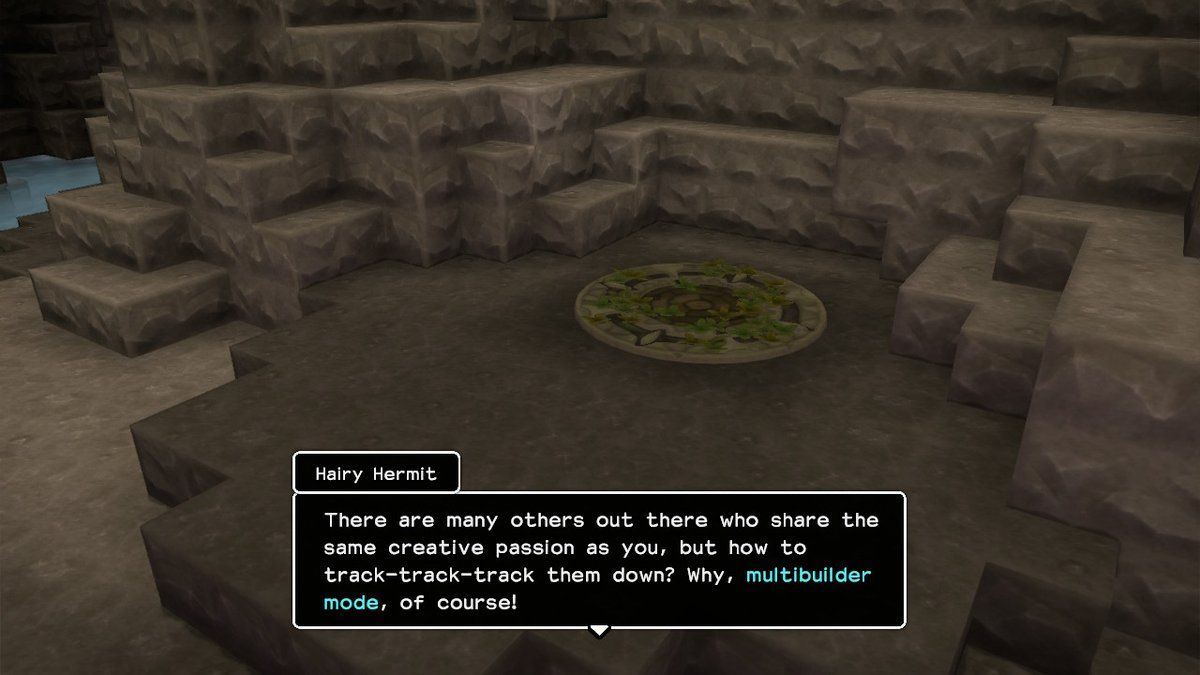 Hairy Hermit
There are many others out there who share the
same creative passion as you, but how to
track-track-track them down? Why, multibuilder
mode, of course!